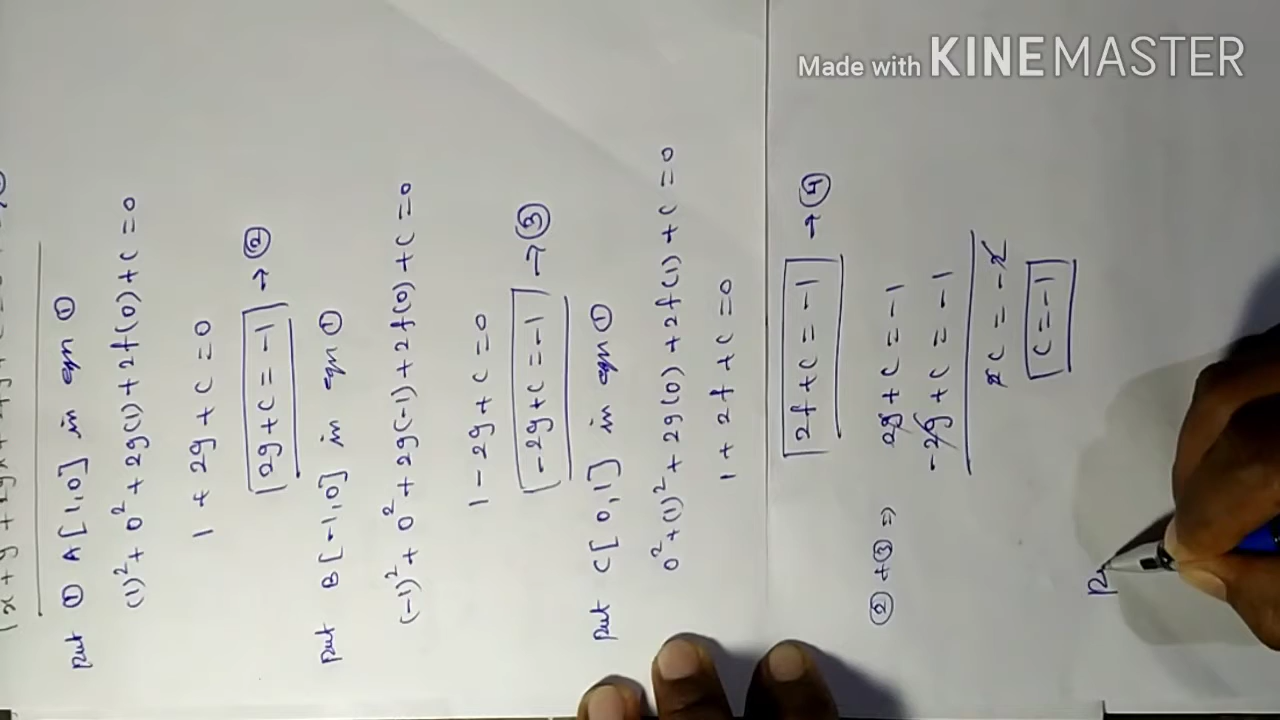 Made with KINEMASTER
put ① A[1,0] in eqn ①
(1)² + 0² + 2g(1) + 2f(0) + C = 0
1 + 2g + C = 0
2g + C = -1 → ②
put B[-1,0] in eqn ①
(-1)² + 0² + 2g(-1) + 2f(0) + C = 0
1 - 2g + C = 0
-2g + C = -1 → ③
put C[0,1] in eqn ①
0² + (1)² + 2g(0) + 2f(1) + C = 0
1 + 2f + C = 0
2f + C = -1 → ④
② + ③ ⇒ 2g + C = -1
-2g + C = -1
2C = -2
C = -1